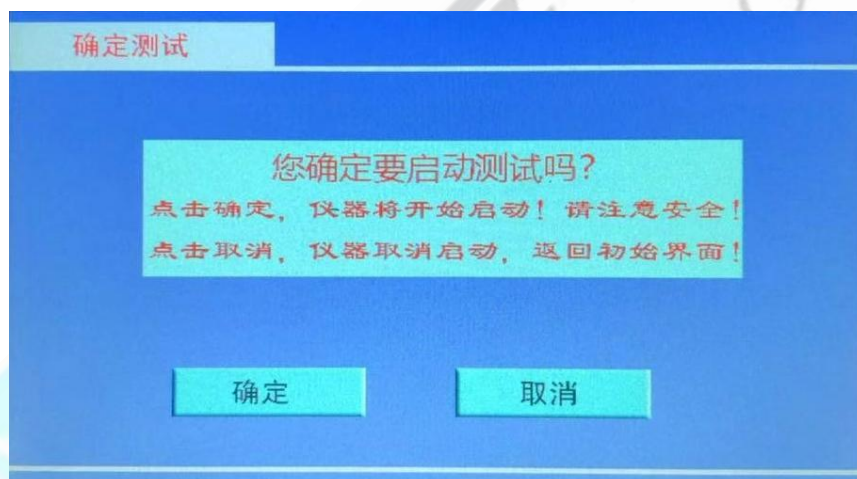 确定测试
您确定要启动测试吗?
点击确定，仪器将开始启动！请注意安全！
点击取消，仪器取消启动，返回初始界面！
确定
取消